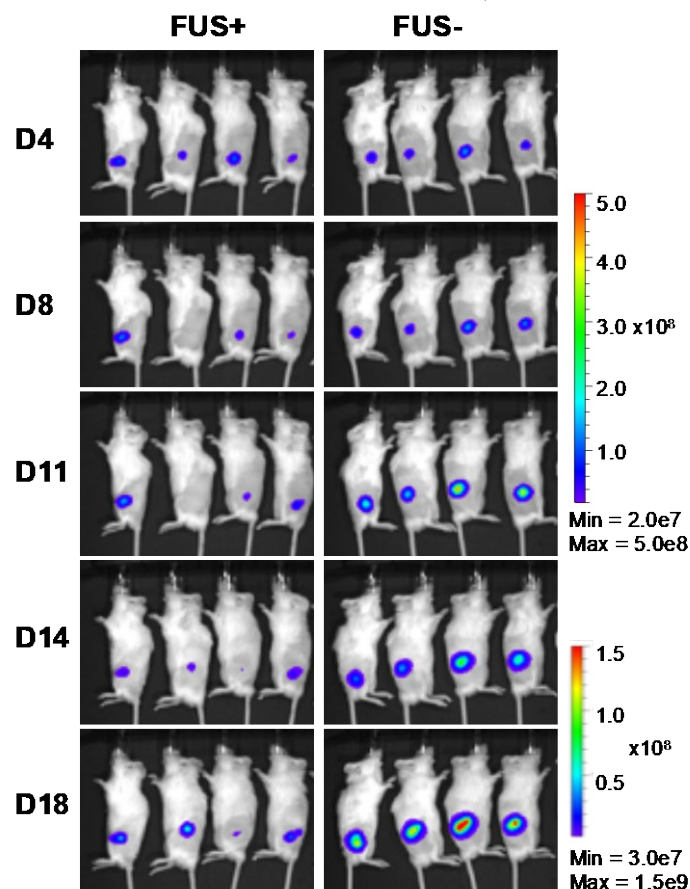 FUS+ FUS-
D4
D8
D11
D14
D18
5.0
4.0
3.0 x10⁸
2.0
1.0
Min = 2.0e7
Max = 5.0e8
1.5
1.0
x10⁸
0.5
Min = 3.0e7
Max = 1.5e9